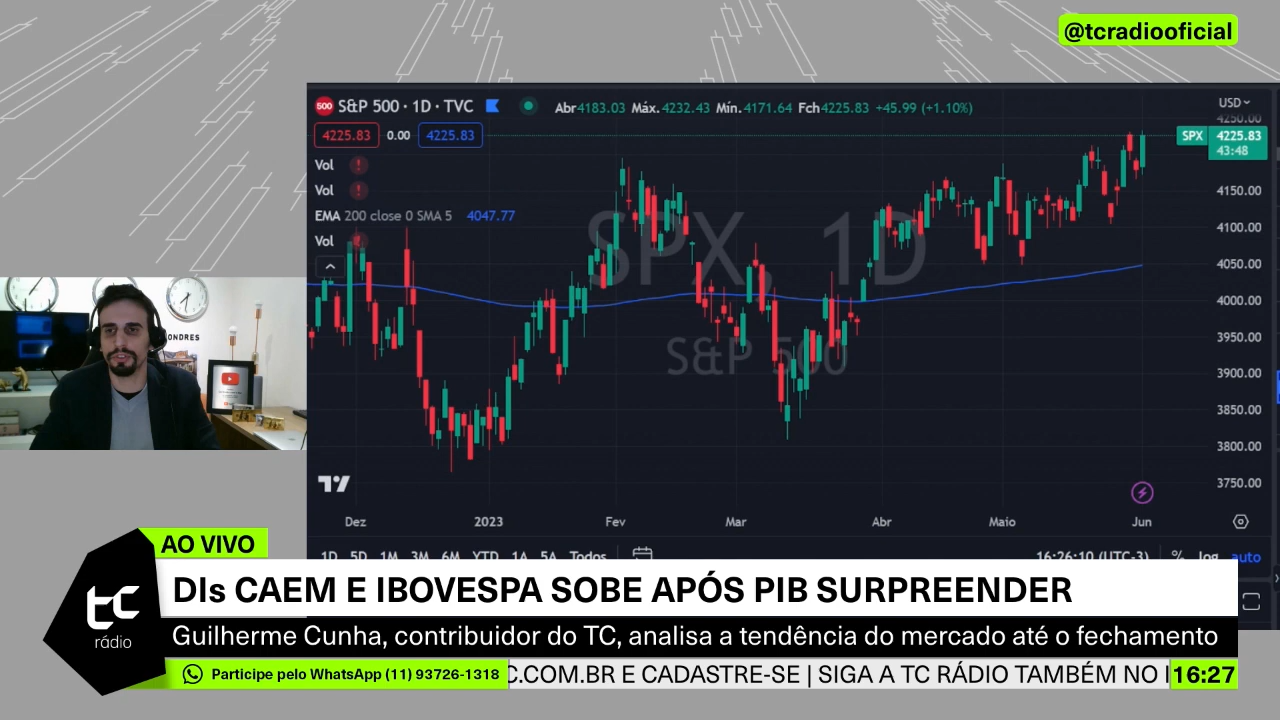 @tcradiooficial
500 S&P 500 · 1D · TVC Abr4183.03 Máx.4232.43 Mín.4171.64 Fch4225.83 +45.99 (+1.10%)
USD
4225.83 0.00 4225.83
4250.00
SPX 4225.83
43:48
Vol
Vol
EMA 200 close 0 SMA 5 4047.77
Vol
SPX, 1D
S&P 500
4150.00
4100.00
4050.00
4000.00
3950.00
3900.00
3850.00
3800.00
3750.00
ONDRES
Dez 2023 Fev Mar Abr Maio Jun
1D 5D 1M 3M 6M YTD 1A 5A Todos 16:26:10 (UTC-3) % log auto
AO VIVO
DIs CAEM E IBOVESPA SOBE APÓS PIB SURPREENDER
Guilherme Cunha, contribuidor do TC, analisa a tendência do mercado até o fechamento
tc
rádio
Participe pelo WhatsApp (11) 93726-1318
C.COM.BR E CADASTRE-SE | SIGA A TC RÁDIO TAMBÉM NO
16:27